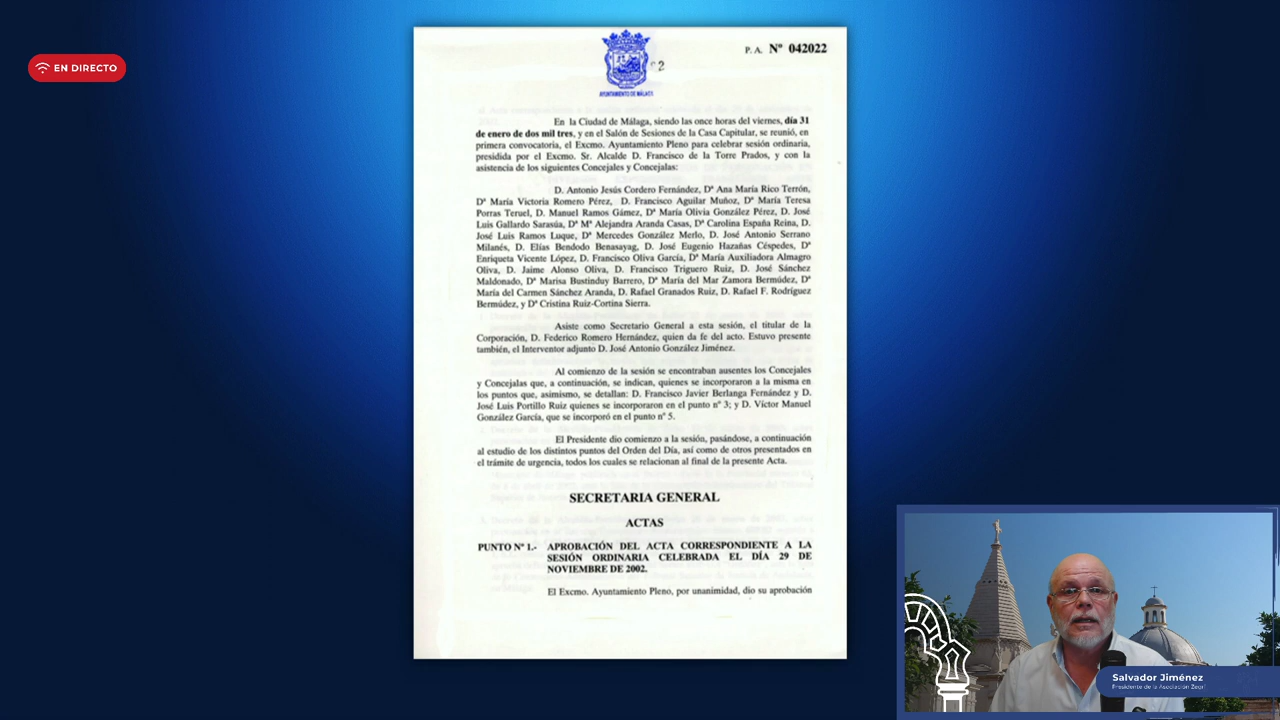 EN DIRECTO
P. A. Nº 042022
2
AYUNTAMIENTO DE MÁLAGA
En la Ciudad de Málaga, siendo las once horas del viernes, día 31
de enero de dos mil tres, y en el Salón de Sesiones de la Casa Capitular, se reunió, en
primera convocatoria, el Excmo. Ayuntamiento Pleno para celebrar sesión ordinaria,
presidida por el Excmo. Sr. Alcalde D. Francisco de la Torre Prados, y con la
asistencia de los siguientes Concejales y Concejalas:
D. Antonio Jesús Cordero Fernández, Dª Ana María Rico Terrón,
Dª María Victoria Romero Pérez, D. Francisco Aguilar Muñoz, Dª María Teresa
Porras Teruel, D. Manuel Ramos Gámez, Dª María Olivia González Pérez, D. José
Luis Gallardo Sarasúa, Dª Mª Alejandra Aranda Casas, Dª Carolina España Reina, D.
José Luis Ramos Luque, Dª Mercedes González Merlo, D. José Antonio Serrano
Milanés, D. Elías Bendodo Benasayag, D. José Eugenio Hazañas Céspedes, Dª
Enriqueta Vicente López, D. Francisco Oliva García, Dª María Auxiliadora Almagro
Oliva, D. Jaime Alonso Oliva, D. Francisco Triguero Ruiz, D. José Sánchez
Maldonado, Dª Marisa Bustinduy Barrero, Dª María del Mar Zamora Bermúdez, Dª
María del Carmen Sánchez Aranda, D. Rafael Granados Ruiz, D. Rafael F. Rodríguez
Bermúdez, y Dª Cristina Ruiz-Cortina Sierra.
Asiste como Secretario General a esta sesión, el titular de la
Corporación, D. Federico Romero Hernández, quien da fe del acto. Estuvo presente
también, el Interventor adjunto D. José Antonio González Jiménez.
Al comienzo de la sesión se encontraban ausentes los Concejales
y Concejalas que, a continuación, se indican, quienes se incorporaron a la misma en
los puntos que, asimismo, se detallan: D. Francisco Javier Berlanga Fernández y D.
José Luis Portillo Ruiz quienes se incorporaron en el punto nº 3; y D. Víctor Manuel
González García, que se incorporó en el punto nº 5.
El Presidente dio comienzo a la sesión, pasándose, a continuación
al estudio de los distintos puntos del Orden del Día, así como de otros presentados en
el trámite de urgencia, todos los cuales se relacionan al final de la presente Acta.
SECRETARIA GENERAL
ACTAS
PUNTO Nº 1.- APROBACIÓN DEL ACTA CORRESPONDIENTE A LA
SESIÓN ORDINARIA CELEBRADA EL DÍA 29 DE
NOVIEMBRE DE 2002.
El Excmo. Ayuntamiento Pleno, por unanimidad, dio su aprobación
Salvador Jiménez
Presidente de la Asociación Zegrí